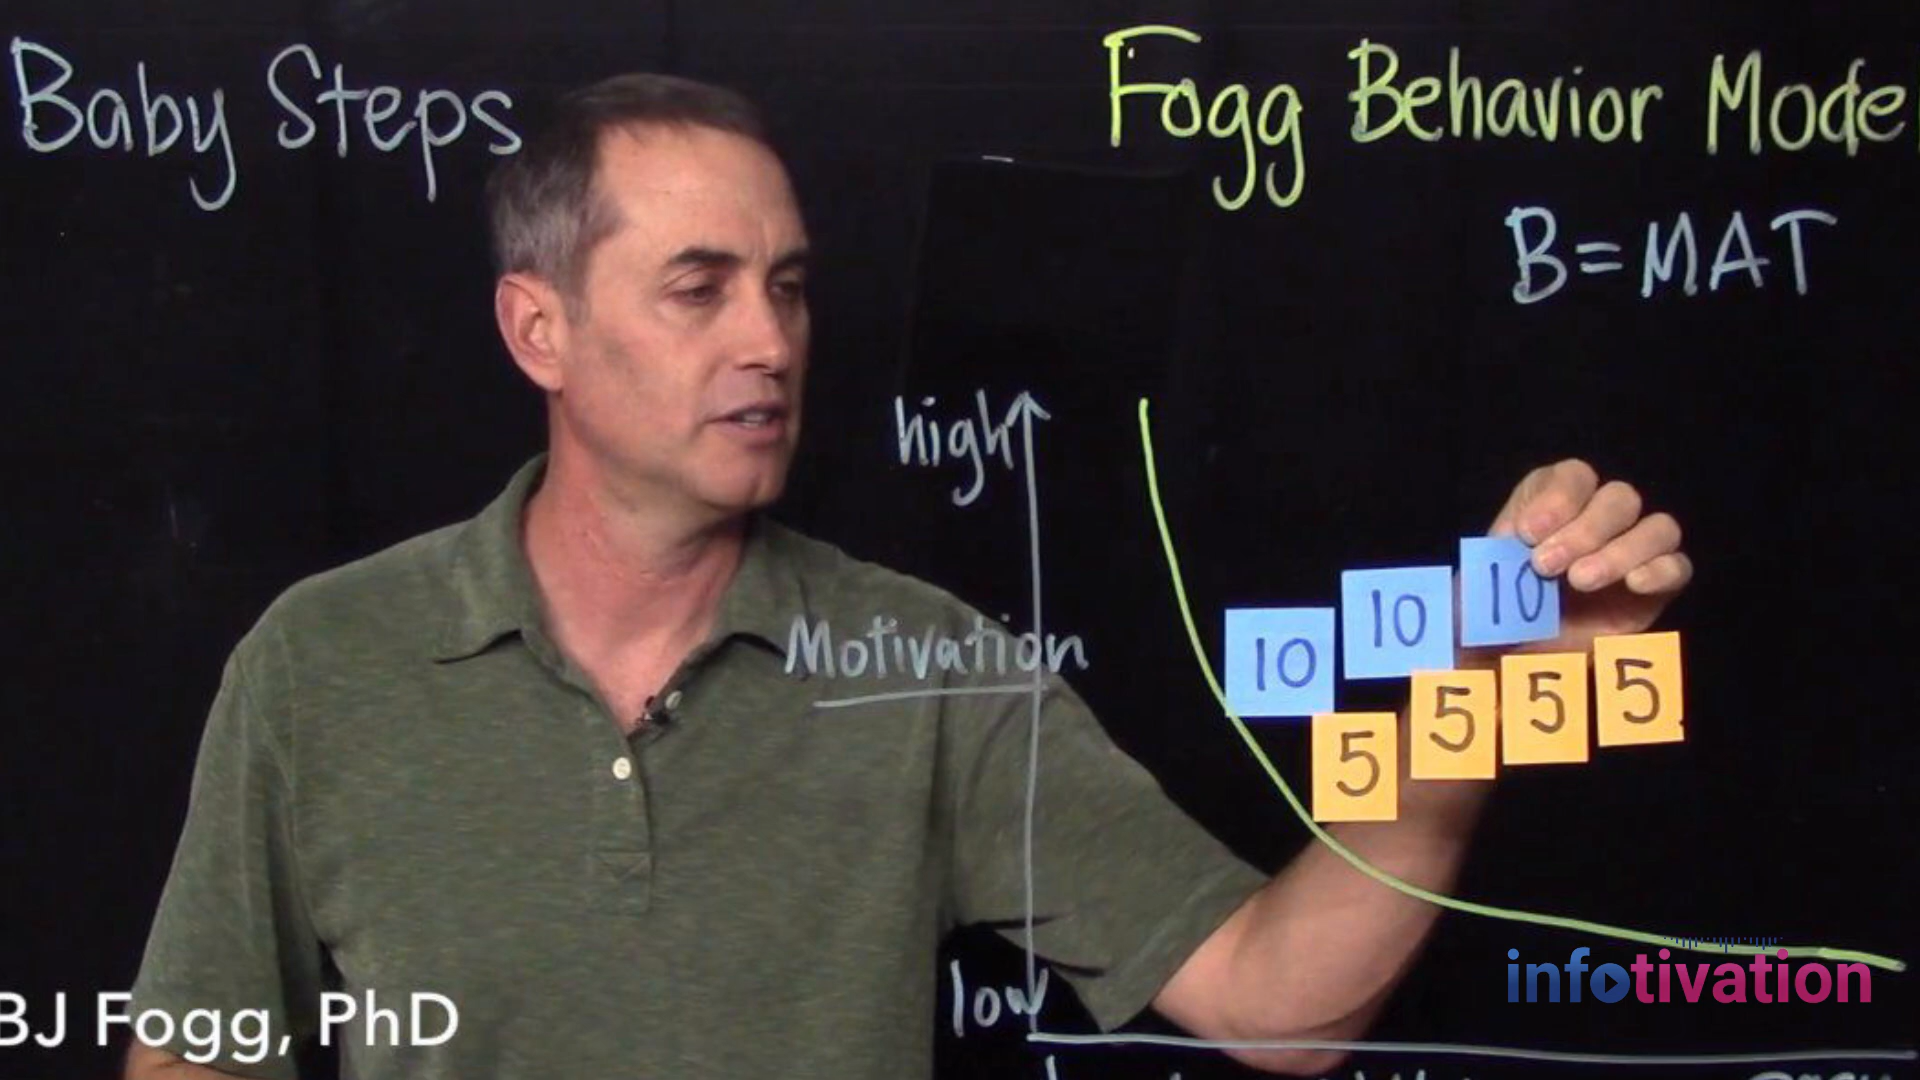 Baby Steps
Fogg Behavior Model
B=MAT
high
Motivation
10 10 10
5 5 5 5
low
infotivation
BJ Fogg, PhD